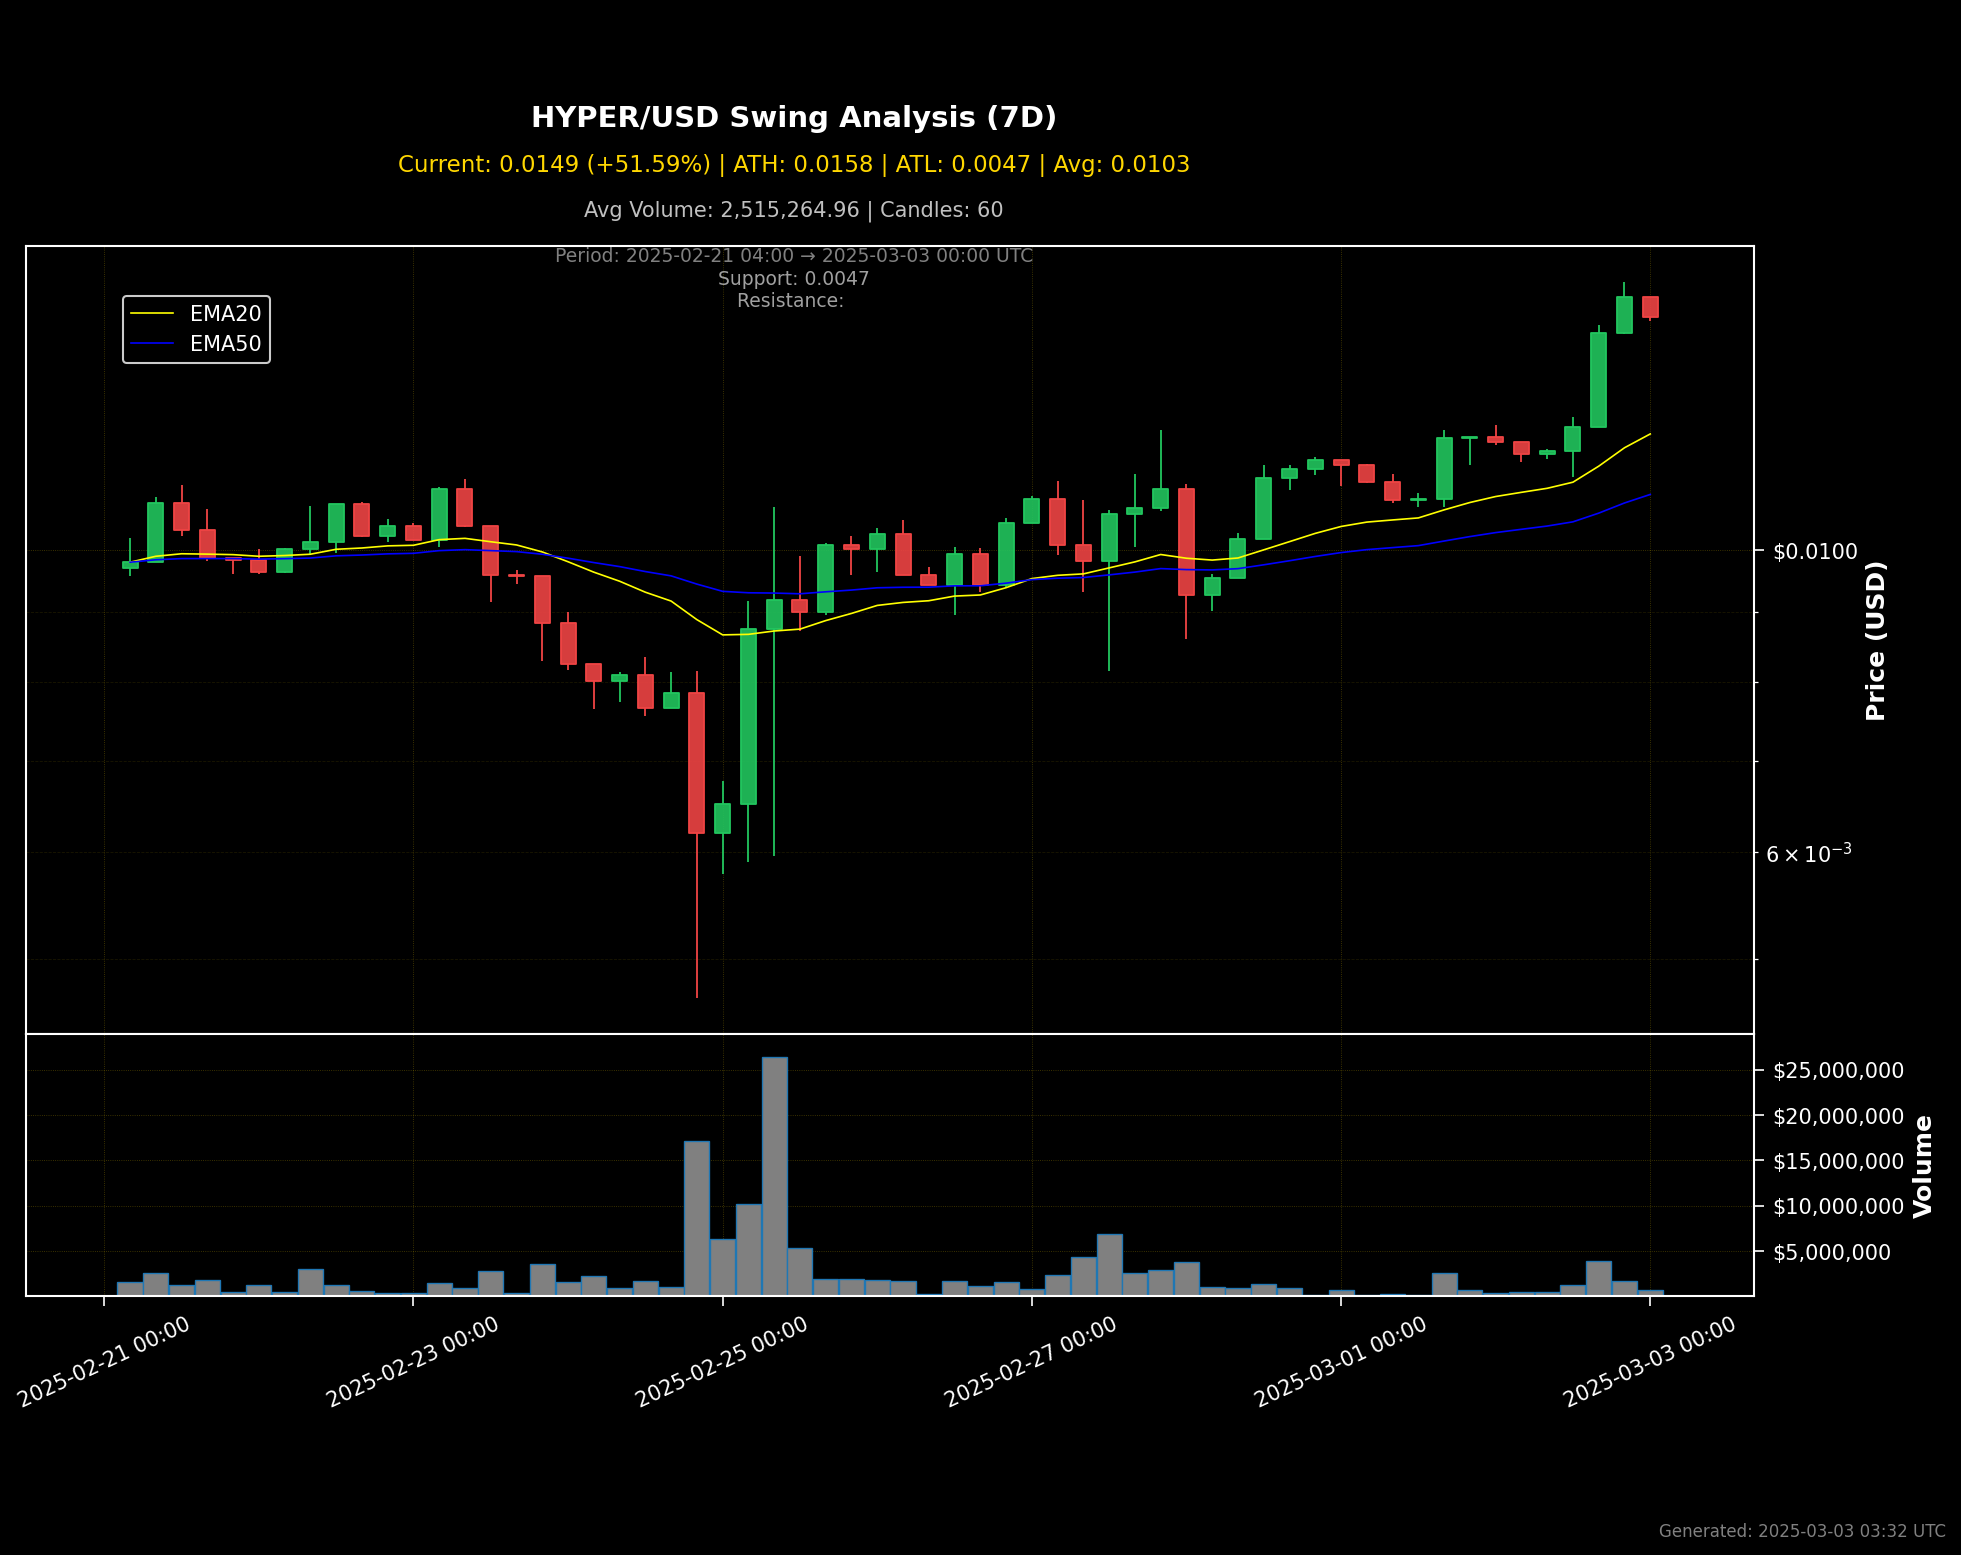 HYPER/USD Swing Analysis (7D)
Current: 0.0149 (+51.59%) | ATH: 0.0158 | ATL: 0.0047 | Avg: 0.0103
Avg Volume: 2,515,264.96 | Candles: 60
Period: 2025-02-21 04:00 → 2025-03-03 00:00 UTC
Support: 0.0047
Resistance:
EMA20
EMA50
$0.0100
6 × 10⁻³
Price (USD)
$25,000,000
$20,000,000
$15,000,000
$10,000,000
$5,000,000
Volume
2025-02-21 00:00
2025-02-23 00:00
2025-02-25 00:00
2025-02-27 00:00
2025-03-01 00:00
2025-03-03 00:00
Generated: 2025-03-03 03:32 UTC